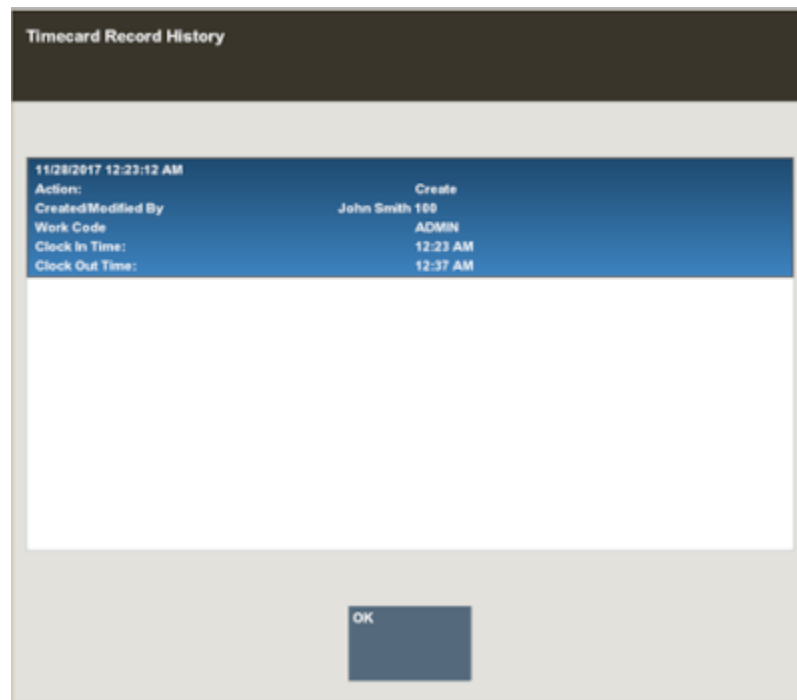 Timecard Record History
11/28/2017 12:23:12 AM
Action: Create
Created/Modified By John Smith 100
Work Code ADMIN
Clock In Time: 12:23 AM
Clock Out Time: 12:37 AM
OK